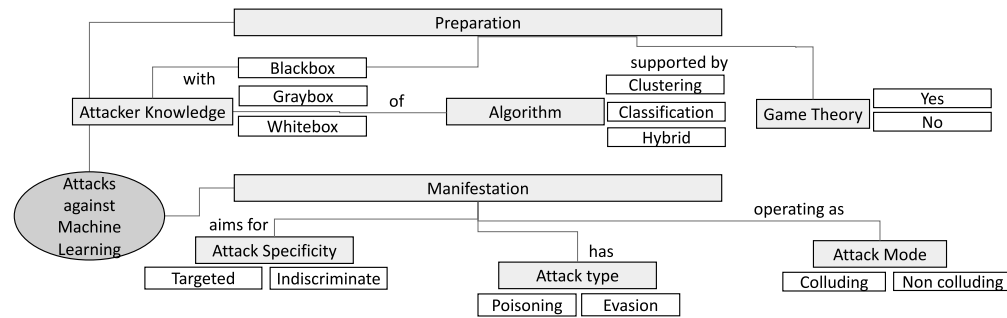 Preparation
with
Blackbox
Graybox
Whitebox
Attacker Knowledge
of
Algorithm
supported by
Clustering
Classification
Hybrid
Game Theory
Yes
No
Attacks
against
Machine
Learning
Manifestation
aims for
Attack Specificity
Targeted
Indiscriminate
has
Attack type
Poisoning
Evasion
operating as
Attack Mode
Colluding
Non colluding